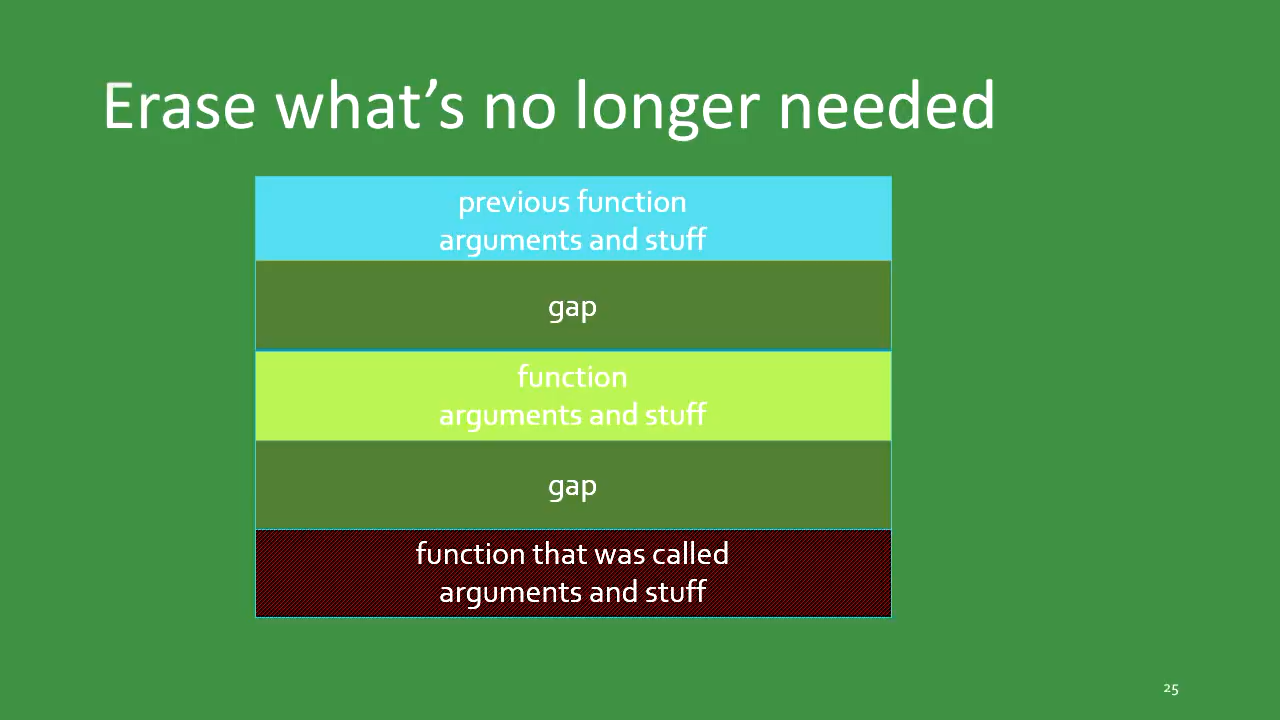 Erase what’s no longer needed
previous function
arguments and stuff
gap
function
arguments and stuff
gap
function that was called
arguments and stuff
25